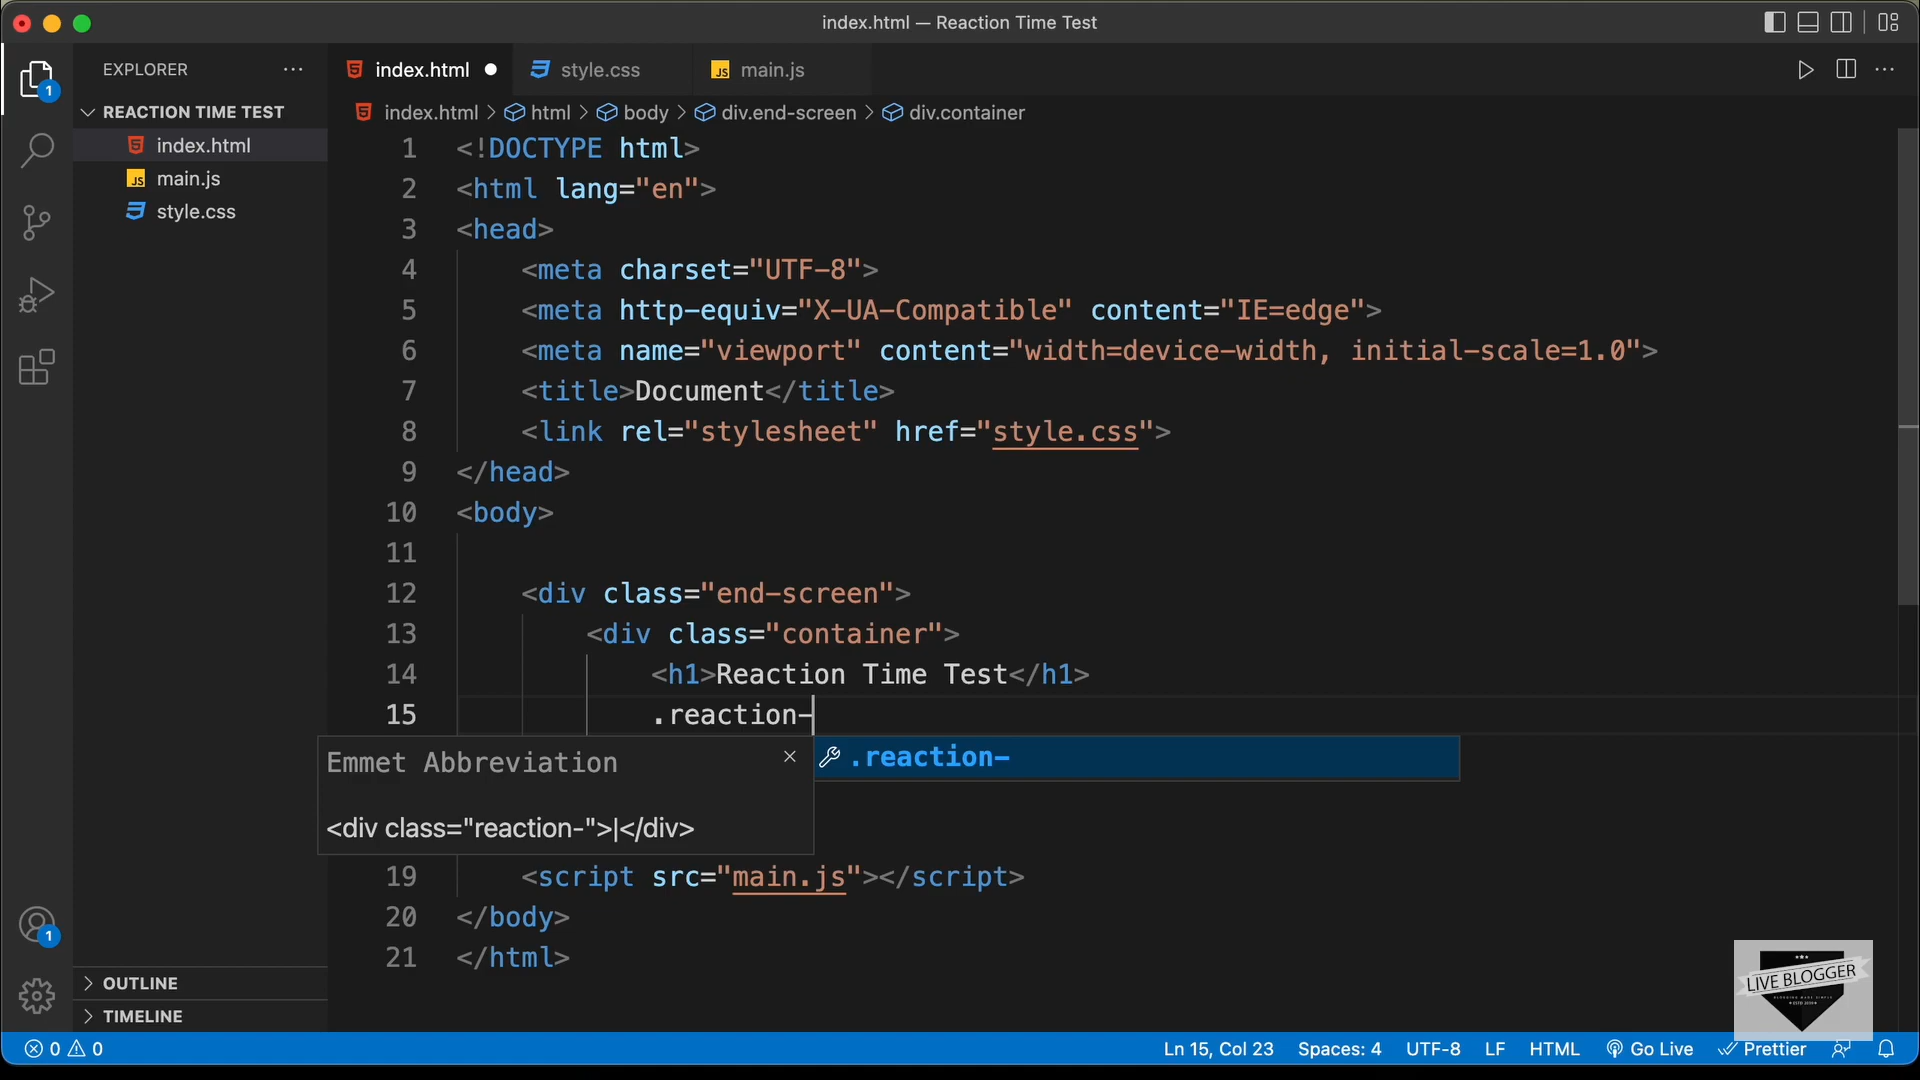 index.html — Reaction Time Test
EXPLORER
REACTION TIME TEST
index.html
main.js
style.css
index.html
style.css
main.js
index.html > html > body > div.end-screen > div.container
1 <!DOCTYPE html>
2 <html lang="en">
3 <head>
4 <meta charset="UTF-8">
5 <meta http-equiv="X-UA-Compatible" content="IE=edge">
6 <meta name="viewport" content="width=device-width, initial-scale=1.0">
7 <title>Document</title>
8 <link rel="stylesheet" href="style.css">
9 </head>
10 <body>
11
12 <div class="end-screen">
13 <div class="container">
14 <h1>Reaction Time Test</h1>
15 .reaction-
.reaction-
Emmet Abbreviation
<div class="reaction-">|</div>
19 <script src="main.js"></script>
20 </body>
21 </html>
1
1
OUTLINE
TIMELINE
LIVE BLOGGER
0 0
Ln 15, Col 23 Spaces: 4 UTF-8 LF HTML Go Live Prettier